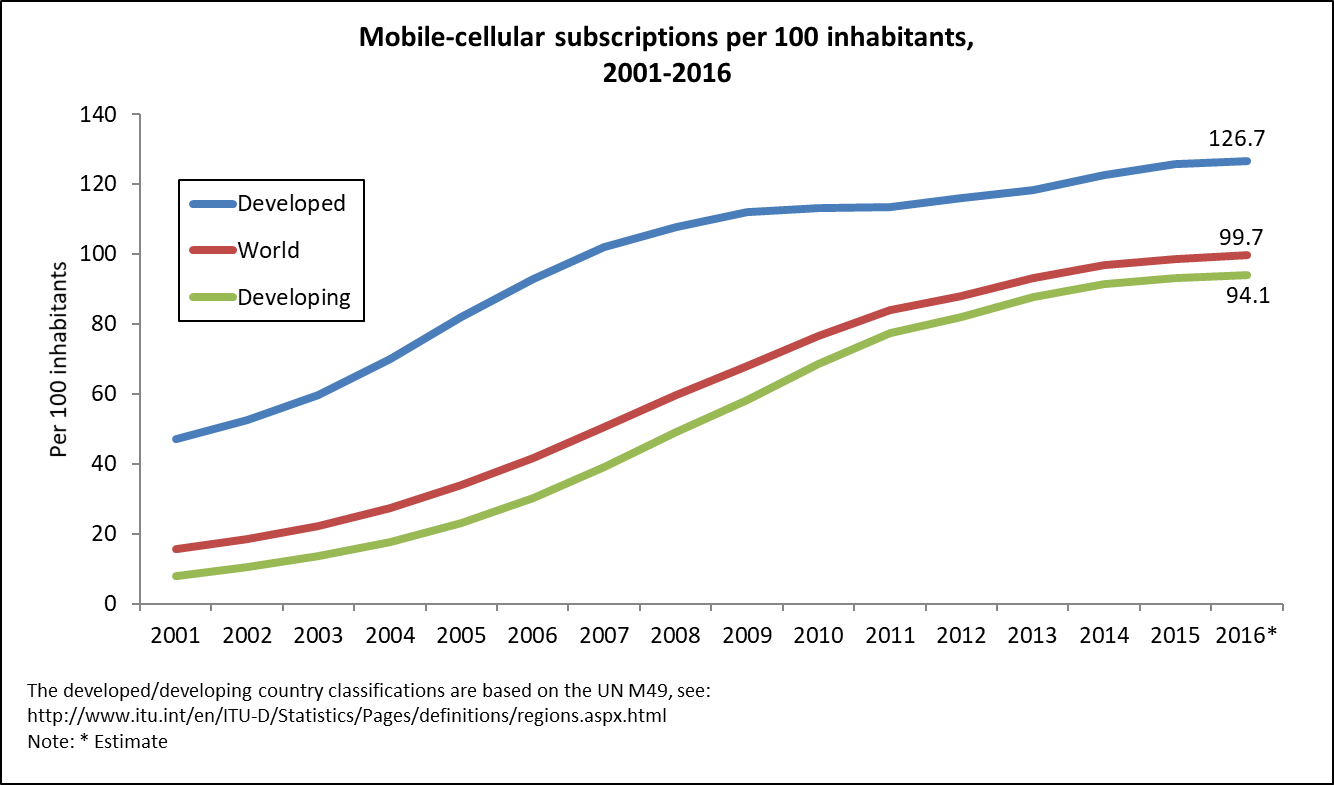 Mobile-cellular subscriptions per 100 inhabitants,
2001-2016
140
120
100
80
60
40
20
0
Per 100 inhabitants
Developed
World
Developing
126.7
99.7
94.1
2001 2002 2003 2004 2005 2006 2007 2008 2009 2010 2011 2012 2013 2014 2015 2016*
The developed/developing country classifications are based on the UN M49, see:
http://www.itu.int/en/ITU-D/Statistics/Pages/definitions/regions.aspx.html
Note: * Estimate